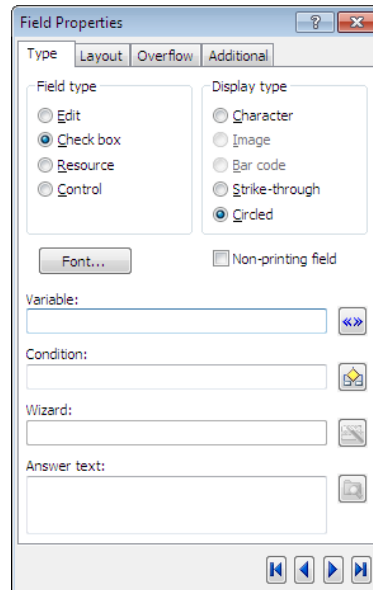 Field Properties
Type Layout Overflow Additional
Field type Display type
Edit Character
Check box Image
Resource Bar code
Control Strike-through
Circled
Font... Non-printing field
Variable:
«»
Condition:
Wizard:
Answer text: